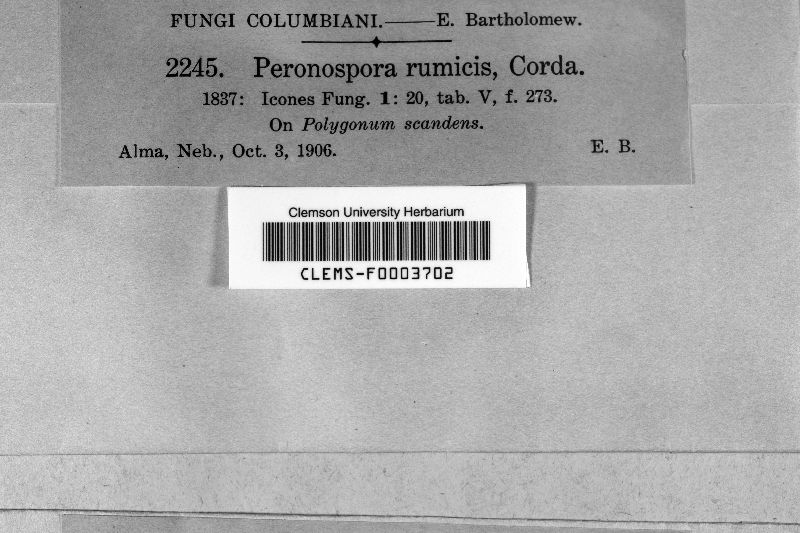 FUNGI COLUMBIANI.——E. Bartholomew.
2245. Peronospora rumicis, Corda.
1837: Icones Fung. 1: 20, tab. V, f. 273.
On Polygonum scandens.
Alma, Neb., Oct. 3, 1906. E. B.
Clemson University Herbarium
CLEMS-F0003702